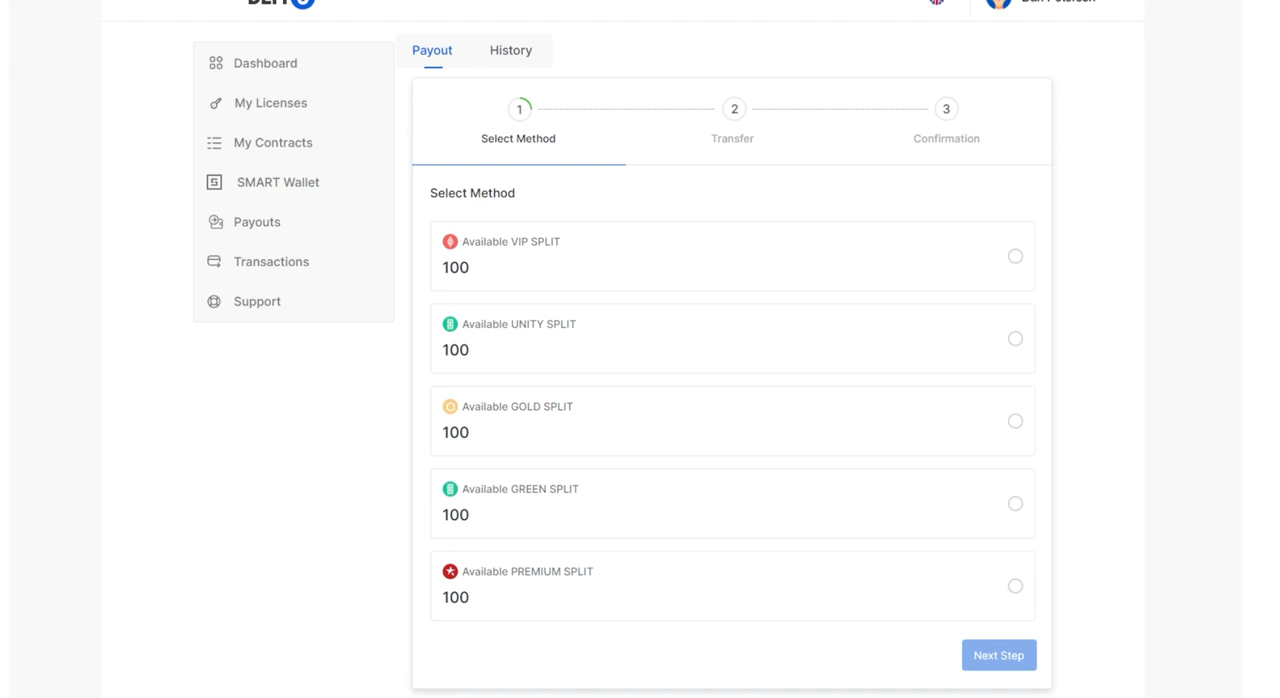 Payout History
Dashboard
My Licenses
My Contracts
SMART Wallet
Payouts
Transactions
Support
1 2 3
Select Method Transfer Confirmation
Select Method
Available VIP SPLIT
100
Available UNITY SPLIT
100
Available GOLD SPLIT
100
Available GREEN SPLIT
100
Available PREMIUM SPLIT
100
Next Step